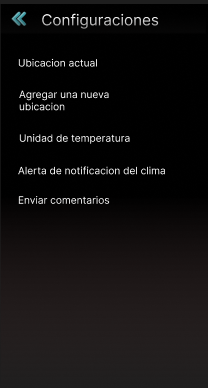 Configuraciones
Ubicacion actual
Agregar una nueva
ubicacion
Unidad de temperatura
Alerta de notificacion del clima
Enviar comentarios